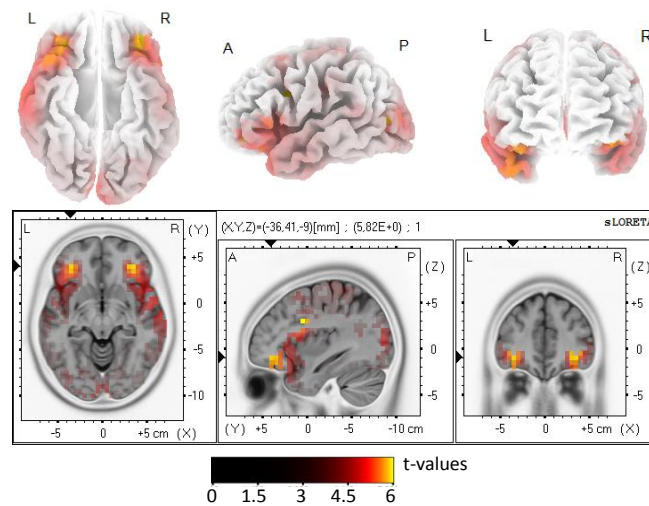 L R
A P
L R
(X,Y,Z)=(-36,41,-9)[mm] ; (5,82E+0) ; 1 sLORETA
L R (Y)
+5
0
-5
-10
-5 0 +5 cm (X)
A P (Z)
+5
0
-5
(Y) +5 0 -5 -10 cm
L R (Z)
+5
0
-5
-5 0 +5 cm (X)
t-values
0 1.5 3 4.5 6